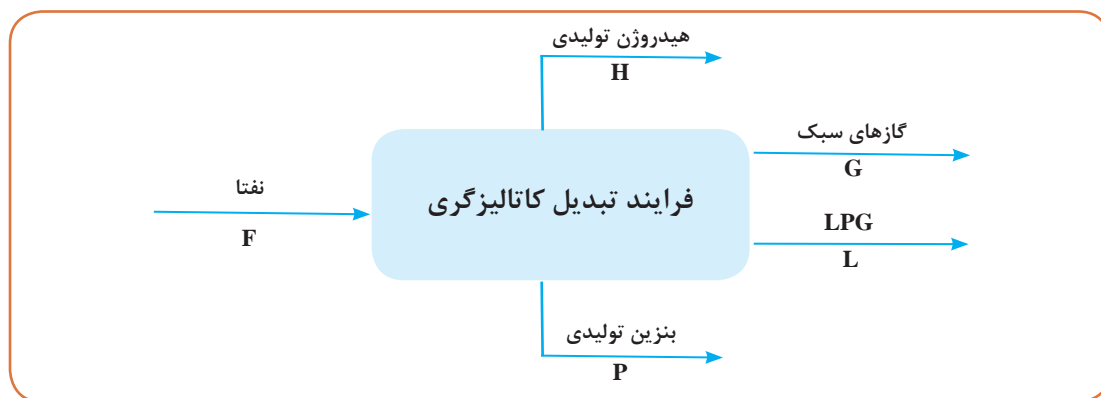 هیدروژن تولیدی
H
گازهای سبک
G
نفتا
F
فرایند تبدیل کاتالیزگری
LPG
L
بنزین تولیدی
P